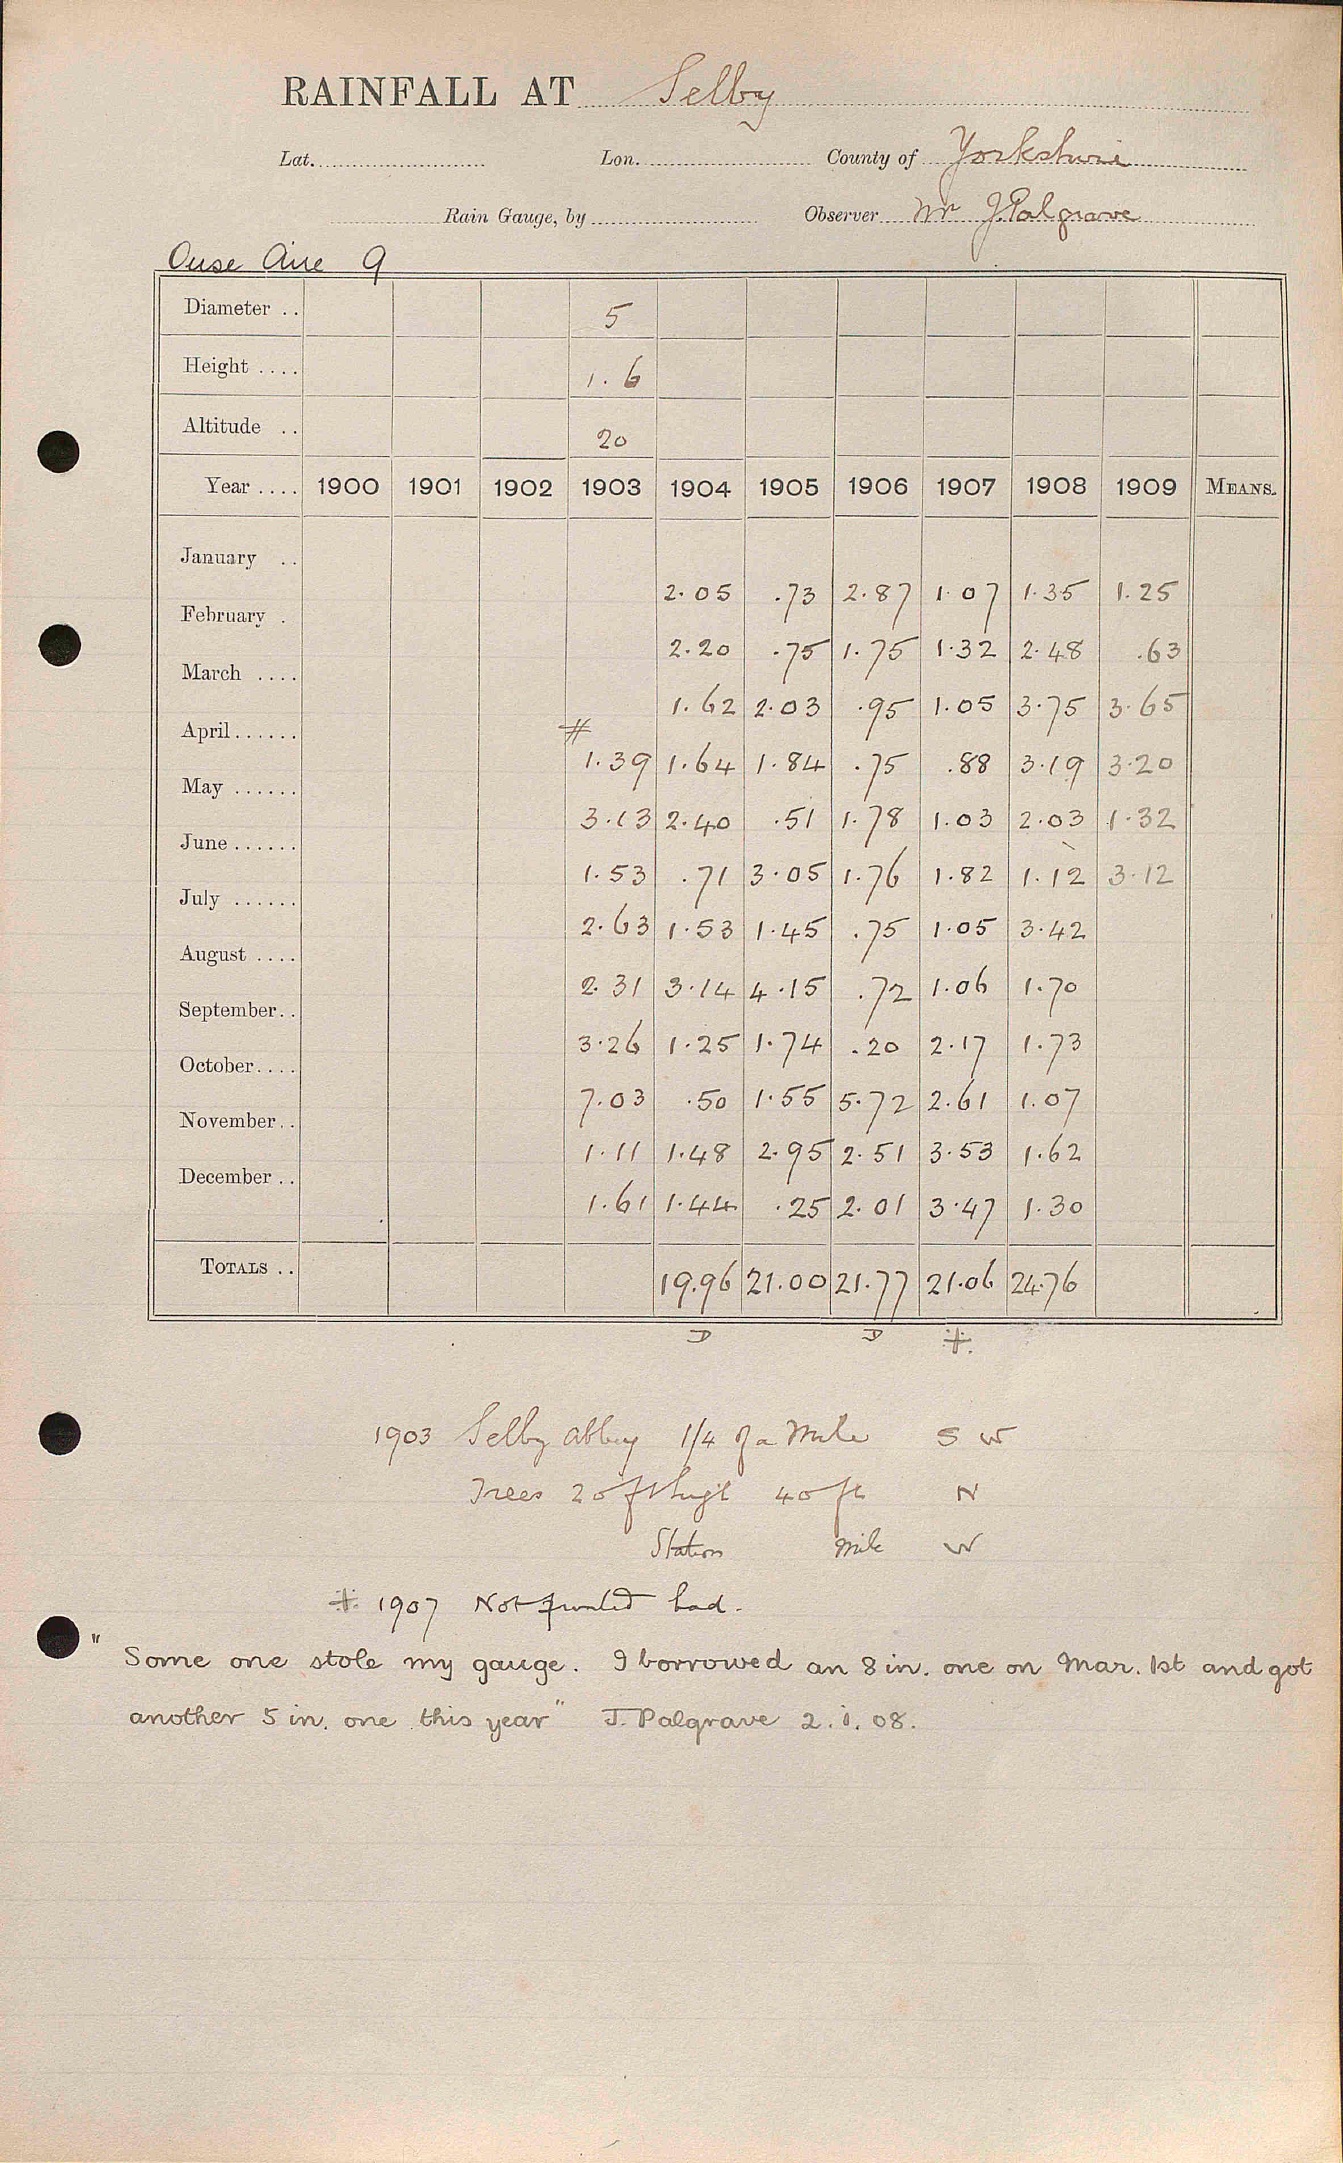 RAINFALL AT Selby
Lat. Lon. County of Yorkshire
Rain Gauge, by Observer Mr J. Palgrave
Ouse Aire 9
Diameter .. 5
Height .... 1.6
Altitude .. 20
Year .... 1900 1901 1902 1903 1904 1905 1906 1907 1908 1909 MEANS.
January .. 2.05 .73 2.87 1.07 1.35 1.25
February . 2.20 .75 1.75 1.32 2.48 .63
March .... 1.62 2.03 .95 1.05 3.75 3.65
April...... # 1.39 1.64 1.84 .75 .88 3.19 3.20
May ...... 3.13 2.40 .51 1.78 1.03 2.03 1.32
June...... 1.53 .71 3.05 1.76 1.82 1.12 3.12
July ...... 2.63 1.53 1.45 .75 1.05 3.42
August .... 2.31 3.14 4.15 .72 1.06 1.70
September.. 3.26 1.25 1.74 .20 2.17 1.73
October.... 7.03 .50 1.55 5.72 2.61 1.07
November.. 1.11 1.48 2.95 2.51 3.53 1.62
December .. 1.61 1.44 .25 2.01 3.47 1.30
TOTALS .. 19.96 21.00 21.77 21.06 24.76
D D ‡
1903 Selby Abbey 1/4 of a Mile S W
Trees 20 ft high 40 ft N
Station Mile W
‡ 1907 Not printed bad.
" Some one stole my gauge. I borrowed an 8 in. one on Mar. 1st and got
another 5 in. one this year" J. Palgrave 2.1.08.